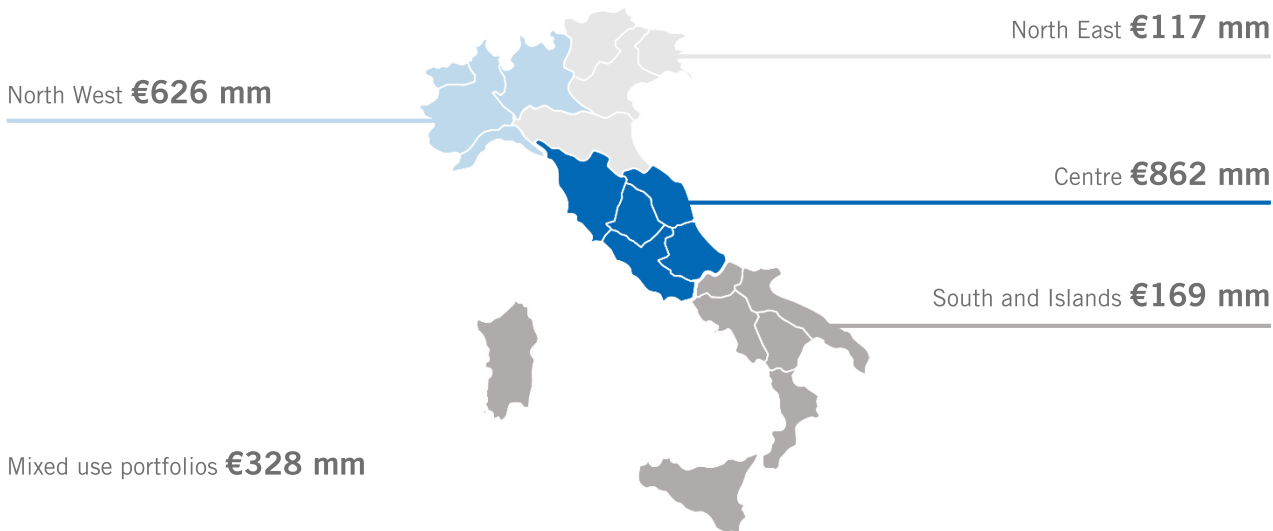 North East €117 mm
North West €626 mm
Centre €862 mm
South and Islands €169 mm
Mixed use portfolios €328 mm